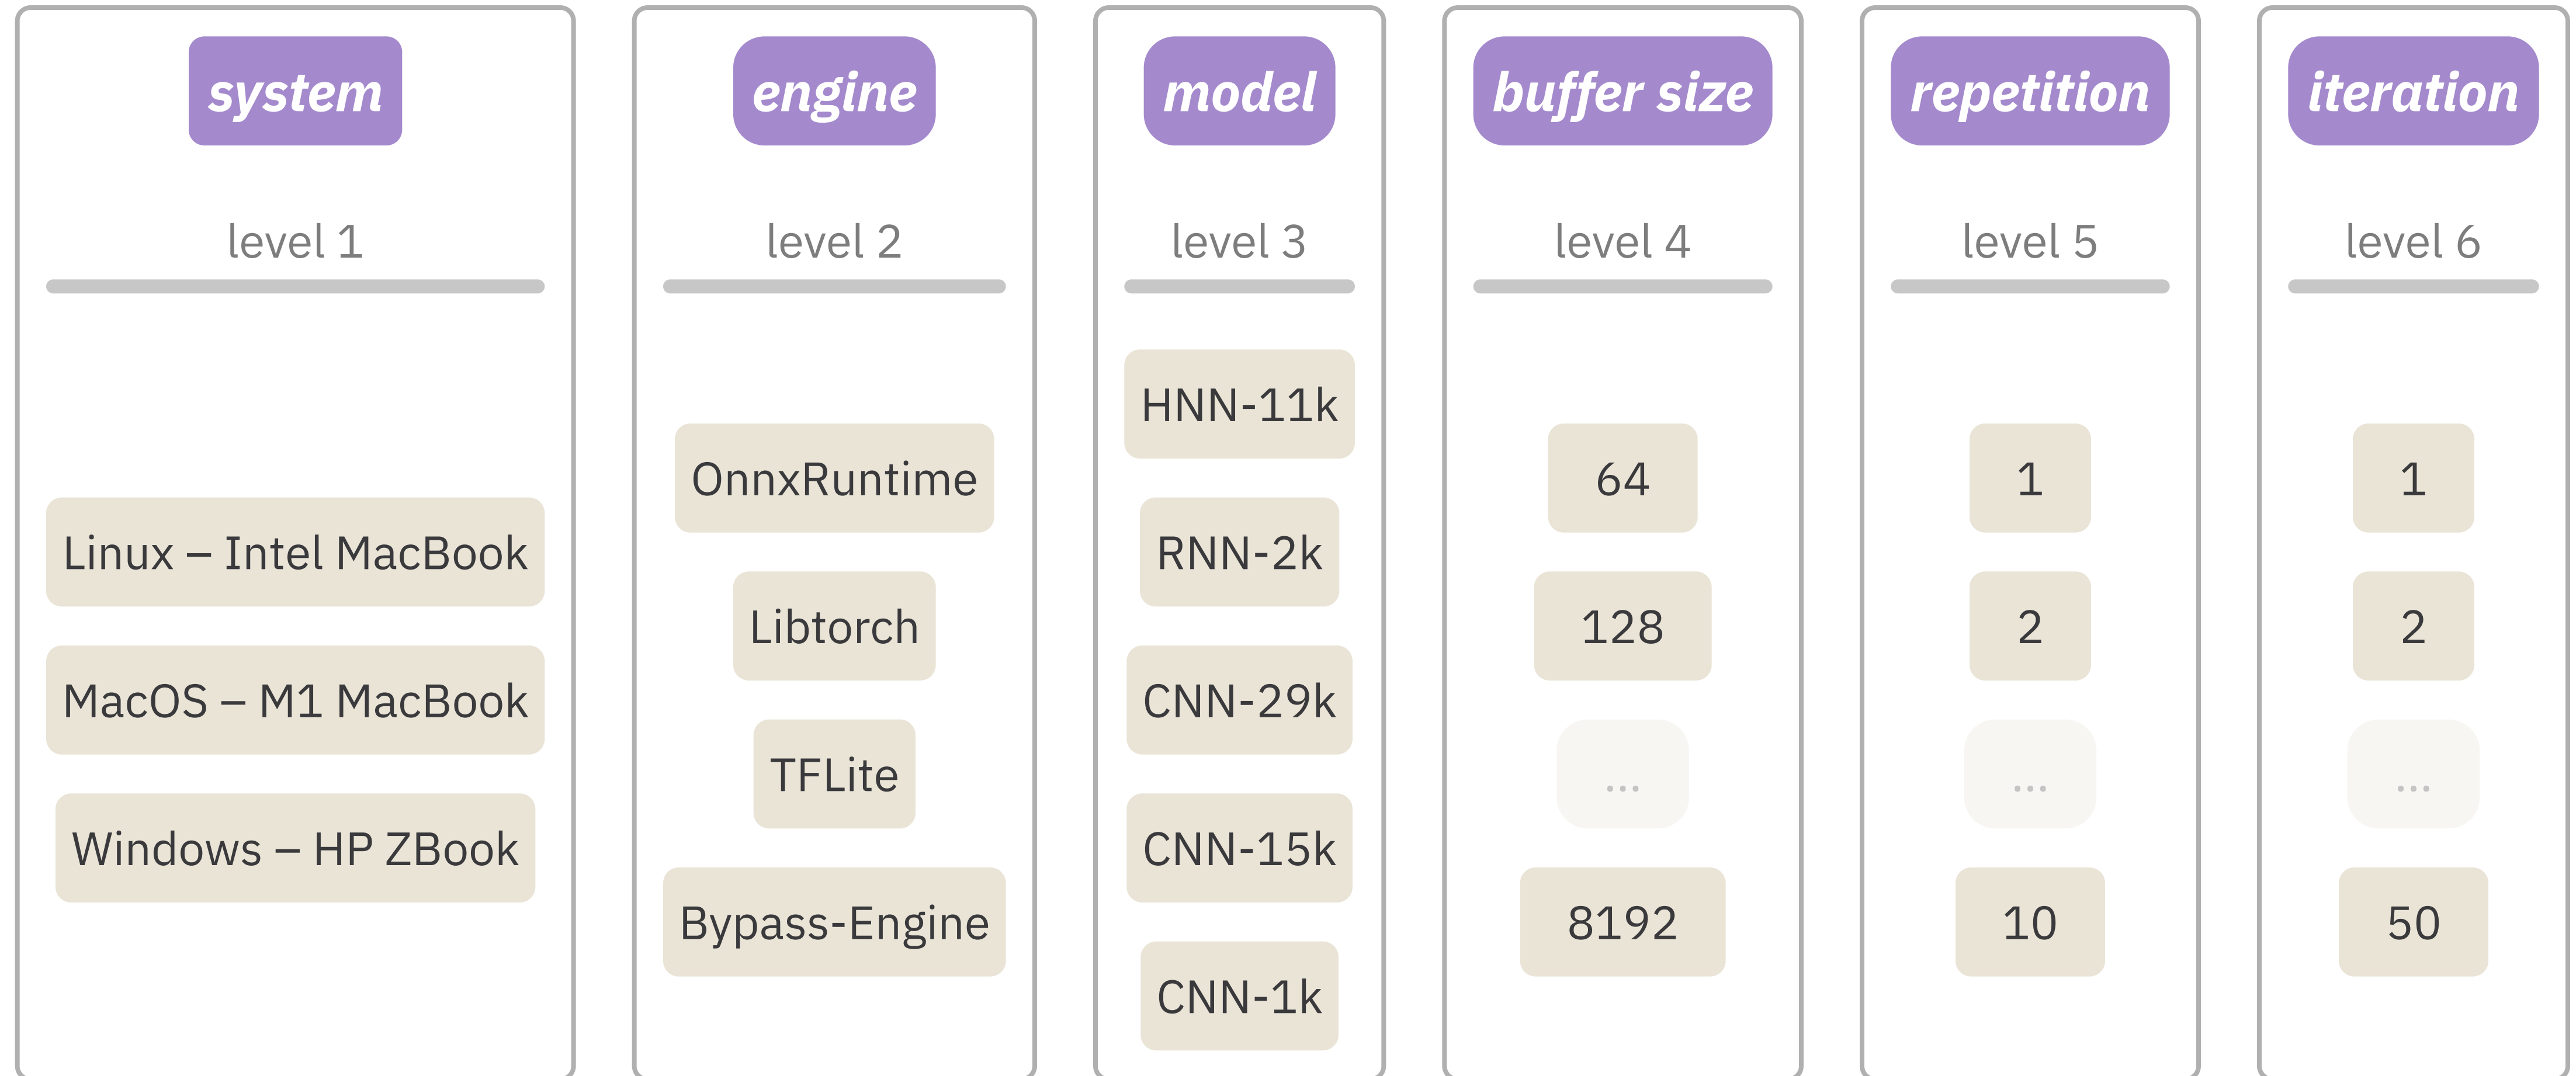 system
level 1
Linux – Intel MacBook
MacOS – M1 MacBook
Windows – HP ZBook
engine
level 2
OnnxRuntime
Libtorch
TFLite
Bypass-Engine
model
level 3
HNN-11k
RNN-2k
CNN-29k
CNN-15k
CNN-1k
buffer size
level 4
64
128
...
8192
repetition
level 5
1
2
...
10
iteration
level 6
1
2
...
50